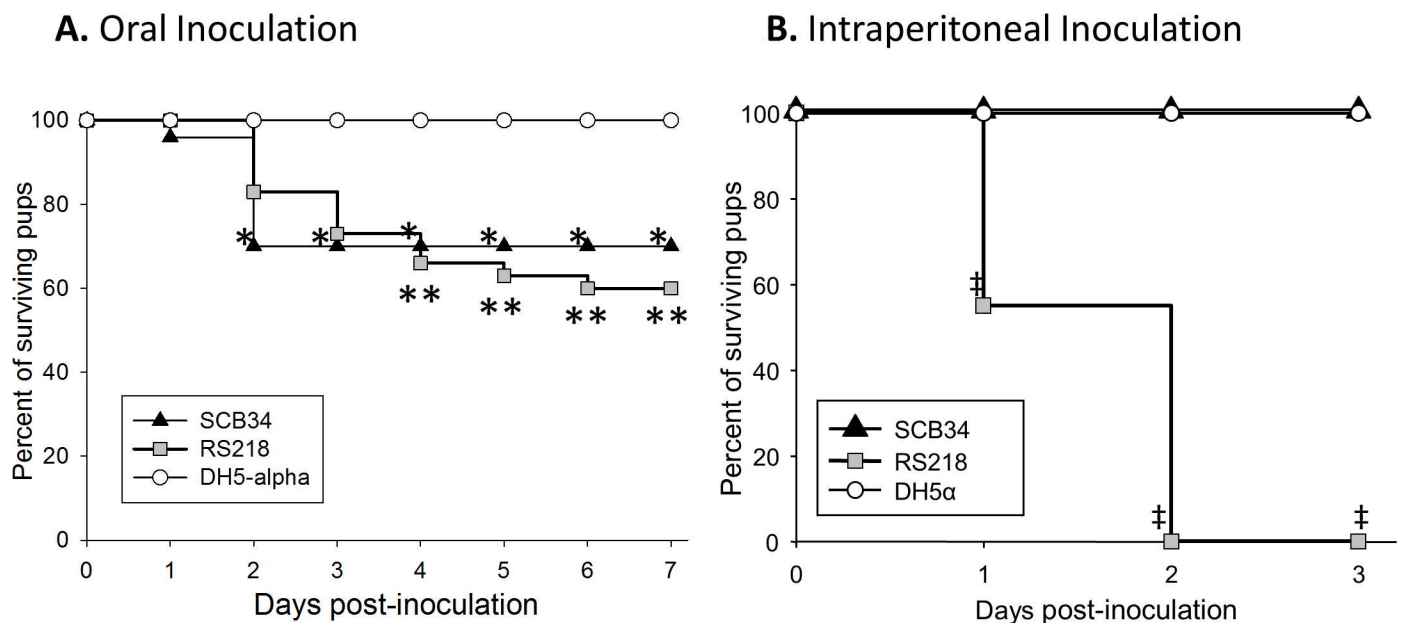 A. Oral Inoculation
Percent of surviving pups
100
80
60
40
20
0
* * * * * *
** ** ** **
SCB34
RS218
DH5-alpha
0 1 2 3 4 5 6 7
Days post-inoculation
B. Intraperitoneal Inoculation
Percent of surviving pups
100
80
60
40
20
0
‡
‡ ‡
SCB34
RS218
DH5α
0 1 2 3
Days post-inoculation